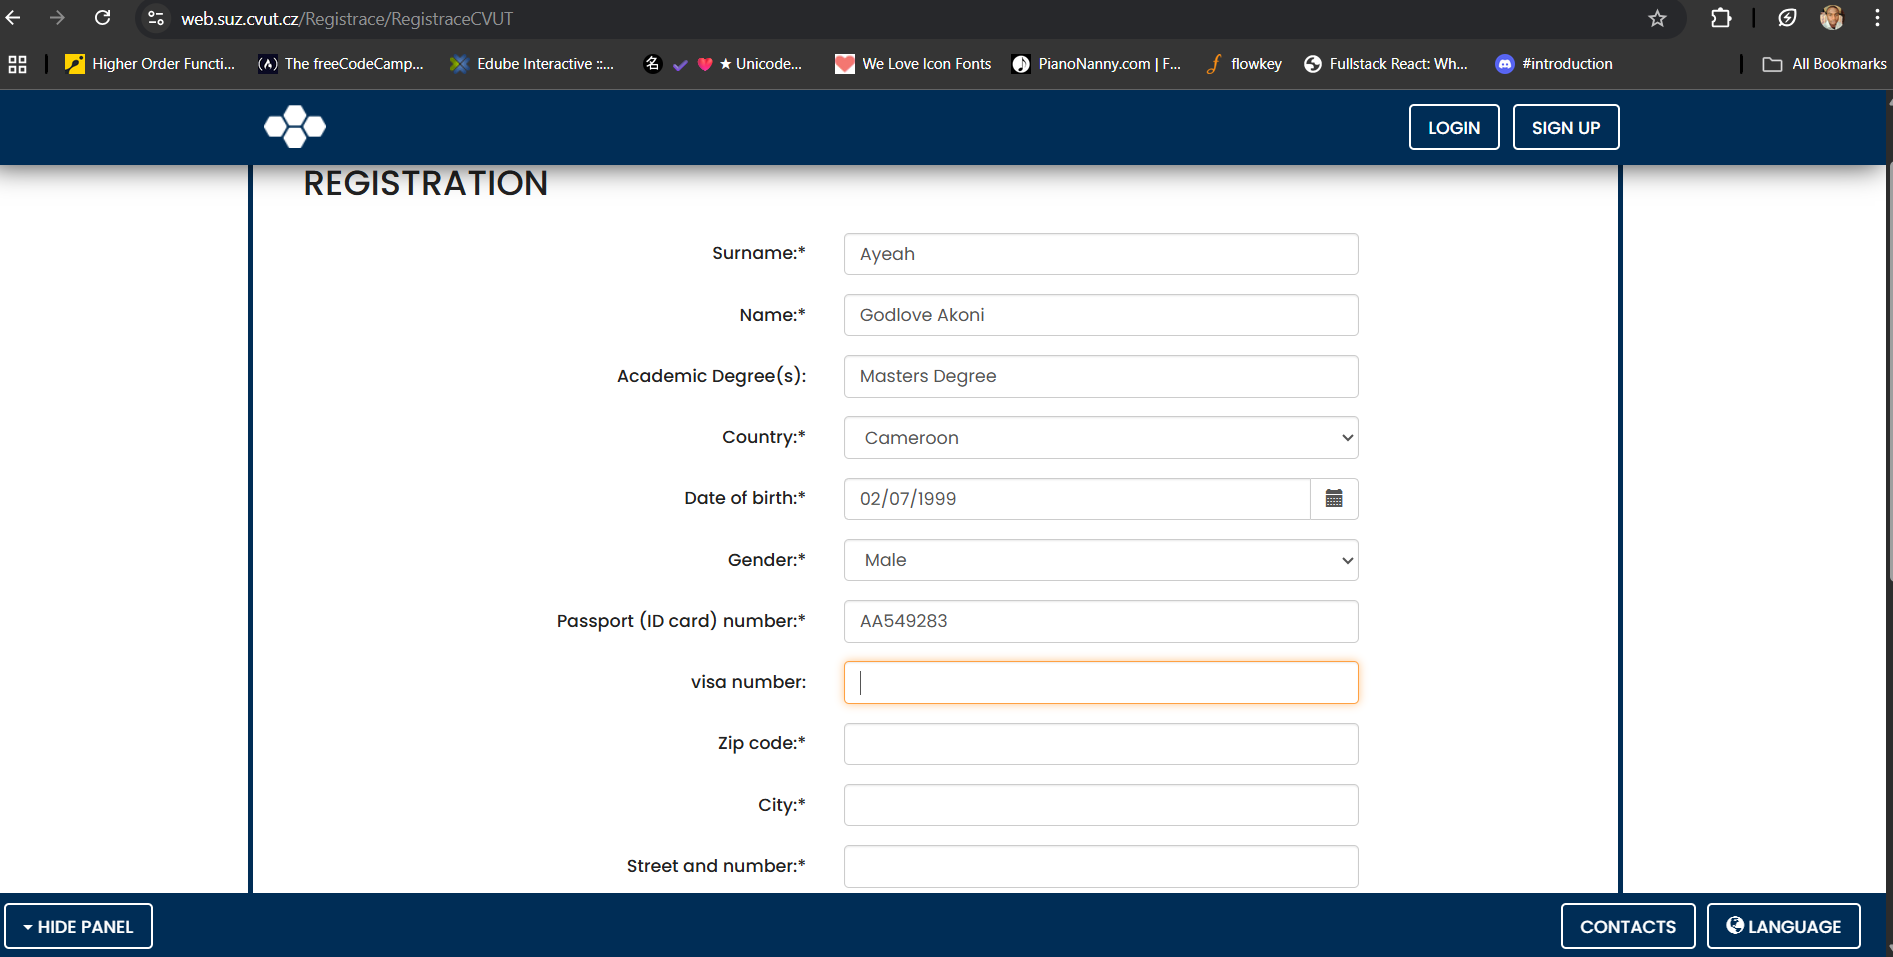 web.suz.cvut.cz/Registrace/RegistraceCVUT
Higher Order Functi...
The freeCodeCamp...
Edube Interactive ::...
名 ✔ ❤ ★ Unicode...
We Love Icon Fonts
PianoNanny.com | F...
flowkey
Fullstack React: Wh...
#introduction
All Bookmarks
LOGIN
SIGN UP
REGISTRATION
Surname:* Ayeah
Name:* Godlove Akoni
Academic Degree(s): Masters Degree
Country:* Cameroon
Date of birth:* 02/07/1999
Gender:* Male
Passport (ID card) number:* AA549283
visa number:
Zip code:*
City:*
Street and number:*
HIDE PANEL
CONTACTS
LANGUAGE